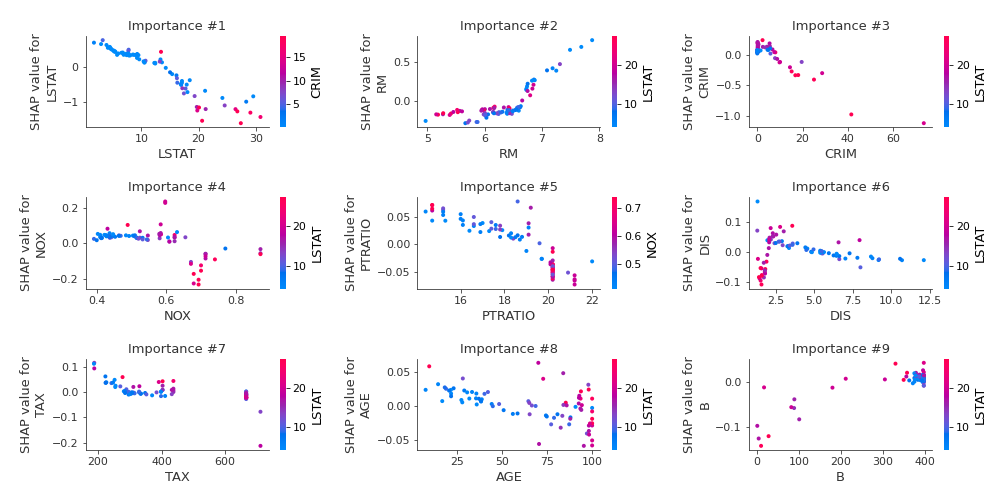 Importance #1
Importance #2
Importance #3
SHAP value for
LSTAT
0
−1
10
20
30
LSTAT
15
10
5
CRIM
SHAP value for
RM
0.5
0.0
5
6
7
8
RM
20
10
LSTAT
SHAP value for
CRIM
0.0
−0.5
−1.0
0
20
40
60
CRIM
20
10
LSTAT
Importance #4
Importance #5
Importance #6
SHAP value for
NOX
0.2
0.0
−0.2
0.4
0.6
0.8
NOX
20
10
LSTAT
SHAP value for
PTRATIO
0.05
0.00
−0.05
16
18
20
22
PTRATIO
0.7
0.6
0.5
NOX
SHAP value for
DIS
0.1
0.0
−0.1
2.5
5.0
7.5
10.0
12.5
DIS
20
10
LSTAT
Importance #7
Importance #8
Importance #9
SHAP value for
TAX
0.1
0.0
−0.1
−0.2
200
400
600
TAX
20
10
LSTAT
SHAP value for
AGE
0.05
0.00
−0.05
25
50
75
100
AGE
20
10
LSTAT
SHAP value for
B
0.0
−0.1
0
100
200
300
400
B
20
10
LSTAT